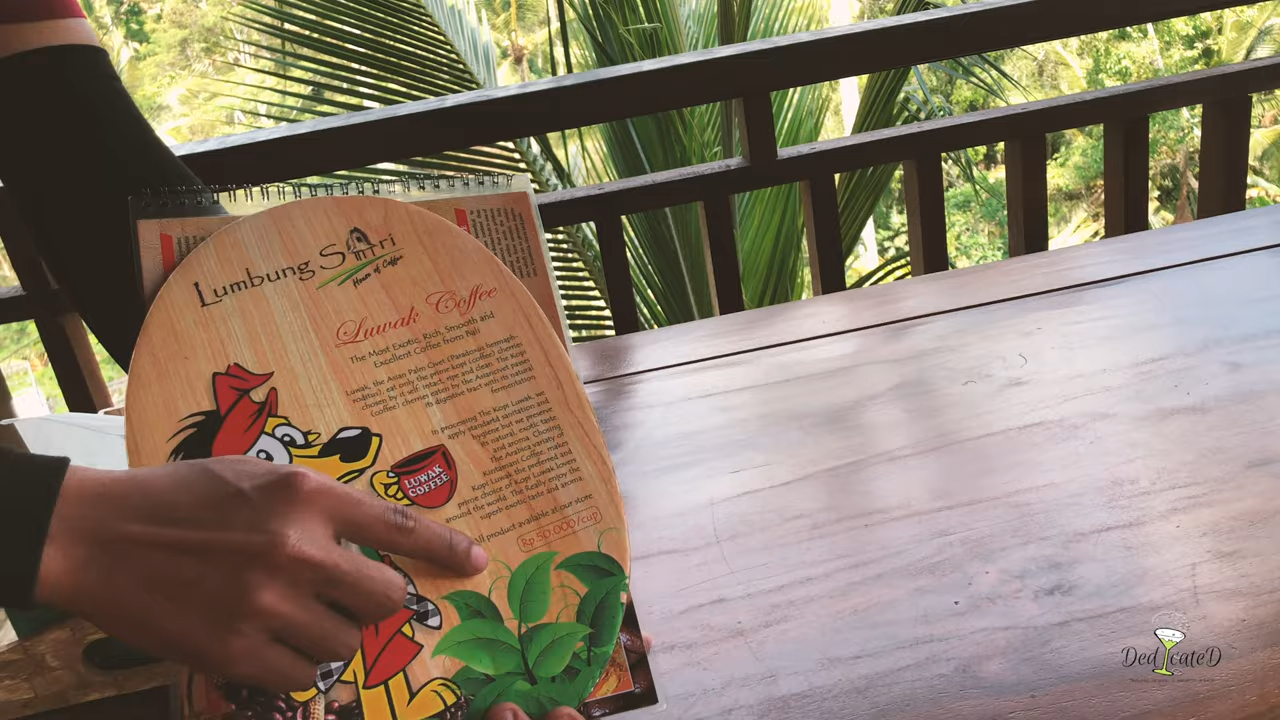 Lumbung Sari
House of Coffee
Luwak Coffee
The Most Exotic, Rich, Smooth and
Excellent Coffee from Bali
Luwak, the Asian Palm Civet (Paradoxus hermaph-
roditus), eat only the prime kopi (coffee) cherries
chosen by it self: intact, ripe and clean. The Kopi
(coffee) cherries eaten by the Asiancivet passes
its digestive tract with its natural
fermentation.
In processing The Kopi Luwak, we
apply standard sanitation and
hygiene but we preserve
its natural, exotic taste
and aroma. Chosing
The Arabica variety of
Kintamani Coffee, makes
Kopi Luwak the preferred and
prime choice of Kopi Luwak lovers
around the world. The Really enjoy the
superb exotic taste and aroma.
All product available at our store
Rp.50.000/cup
LUWAK
COFFEE
DedicateD